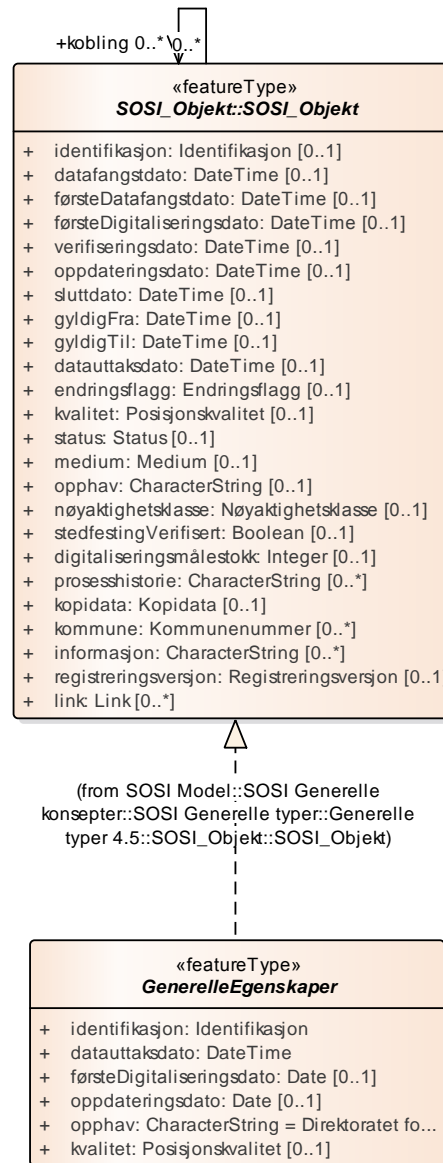 +kobling 0..* 0..*
«featureType»
SOSI_Objekt::SOSI_Objekt
+ identifikasjon: Identifikasjon [0..1]
+ datafangstdato: DateTime [0..1]
+ førsteDatafangstdato: DateTime [0..1]
+ førsteDigitaliseringsdato: DateTime [0..1]
+ verifiseringsdato: DateTime [0..1]
+ oppdateringsdato: DateTime [0..1]
+ sluttdato: DateTime [0..1]
+ gyldigFra: DateTime [0..1]
+ gyldigTil: DateTime [0..1]
+ datauttaksdato: DateTime [0..1]
+ endringsflagg: Endringsflagg [0..1]
+ kvalitet: Posisjonskvalitet [0..1]
+ status: Status [0..1]
+ medium: Medium [0..1]
+ opphav: CharacterString [0..1]
+ nøyaktighetsklasse: Nøyaktighetsklasse [0..1]
+ stedfestingVerifisert: Boolean [0..1]
+ digitaliseringsmålestokk: Integer [0..1]
+ prosesshistorie: CharacterString [0..*]
+ kopidata: Kopidata [0..1]
+ kommune: Kommunenummer [0..*]
+ informasjon: CharacterString [0..*]
+ registreringsversjon: Registreringsversjon [0..1
+ link: Link [0..*]
(from SOSI Model::SOSI Generelle
konsepter::SOSI Generelle typer::Generelle
typer 4.5::SOSI_Objekt::SOSI_Objekt)
«featureType»
GenerelleEgenskaper
+ identifikasjon: Identifikasjon
+ datauttaksdato: DateTime
+ førsteDigitaliseringsdato: Date [0..1]
+ oppdateringsdato: Date [0..1]
+ opphav: CharacterString = Direktoratet fo...
+ kvalitet: Posisjonskvalitet [0..1]